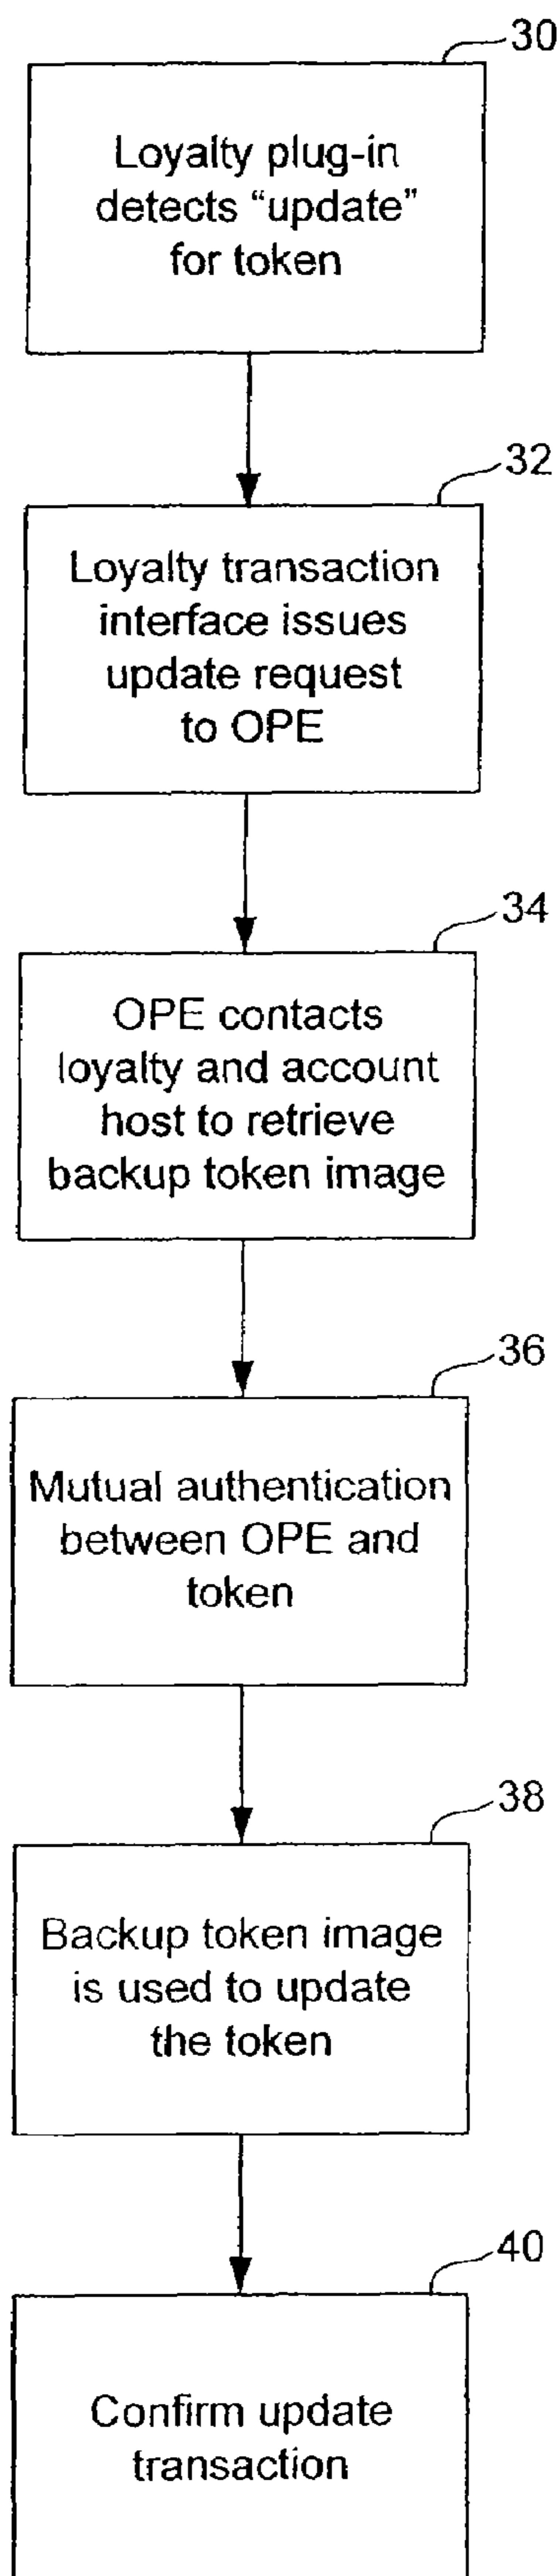 30
Loyalty plug-in
detects “update”
for token
32
Loyalty transaction
interface issues
update request
to OPE
34
OPE contacts
loyalty and account
host to retrieve
backup token image
36
Mutual authentication
between OPE and
token
38
Backup token image
is used to update
the token
40
Confirm update
transaction